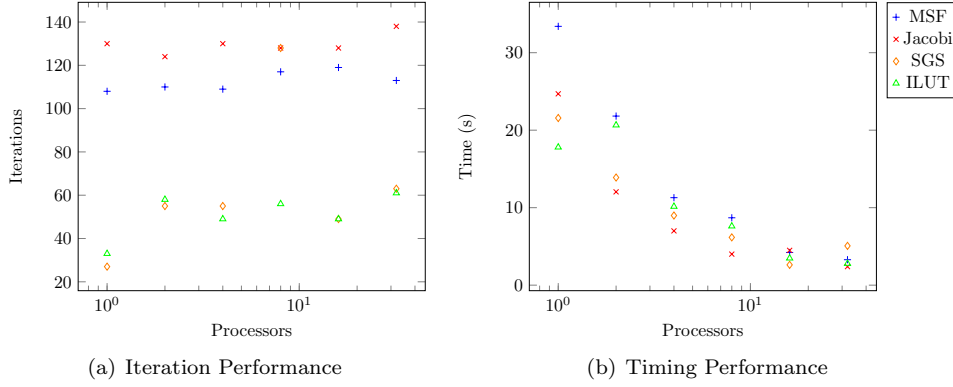 140
120
100
80
60
40
20
Iterations
10^0
10^1
Processors
(a) Iteration Performance
30
20
10
0
Time (s)
10^0
10^1
Processors
(b) Timing Performance
MSF
Jacobi
SGS
ILUT